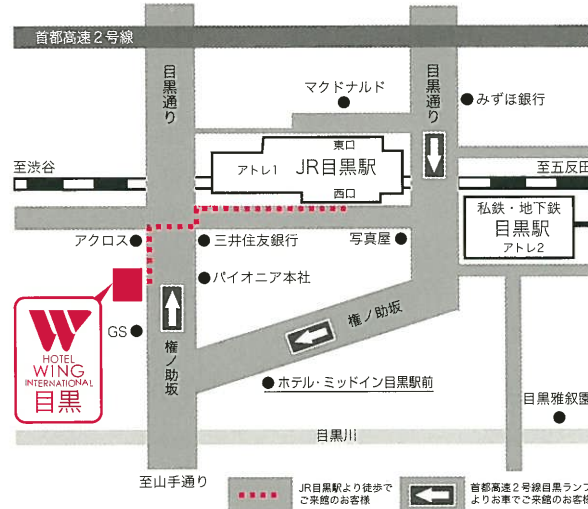 首都高速2号線
目黒通り
目黒通り
マクドナルド
みずほ銀行
東口
アトレ1
JR目黒駅
西口
至渋谷
至五反田
私鉄・地下鉄
目黒駅
アトレ2
アクロス
三井住友銀行
写真屋
パイオニア本社
GS
権ノ助坂
権ノ助坂
HOTEL
WING
INTERNATIONAL
目黒
ホテル・ミッドイン目黒駅前
目黒雅叙園
目黒川
至山手通り
JR目黒駅より徒歩で
ご来館のお客様
首都高速2号線目黒ランプ
よりお車でご来館のお客様